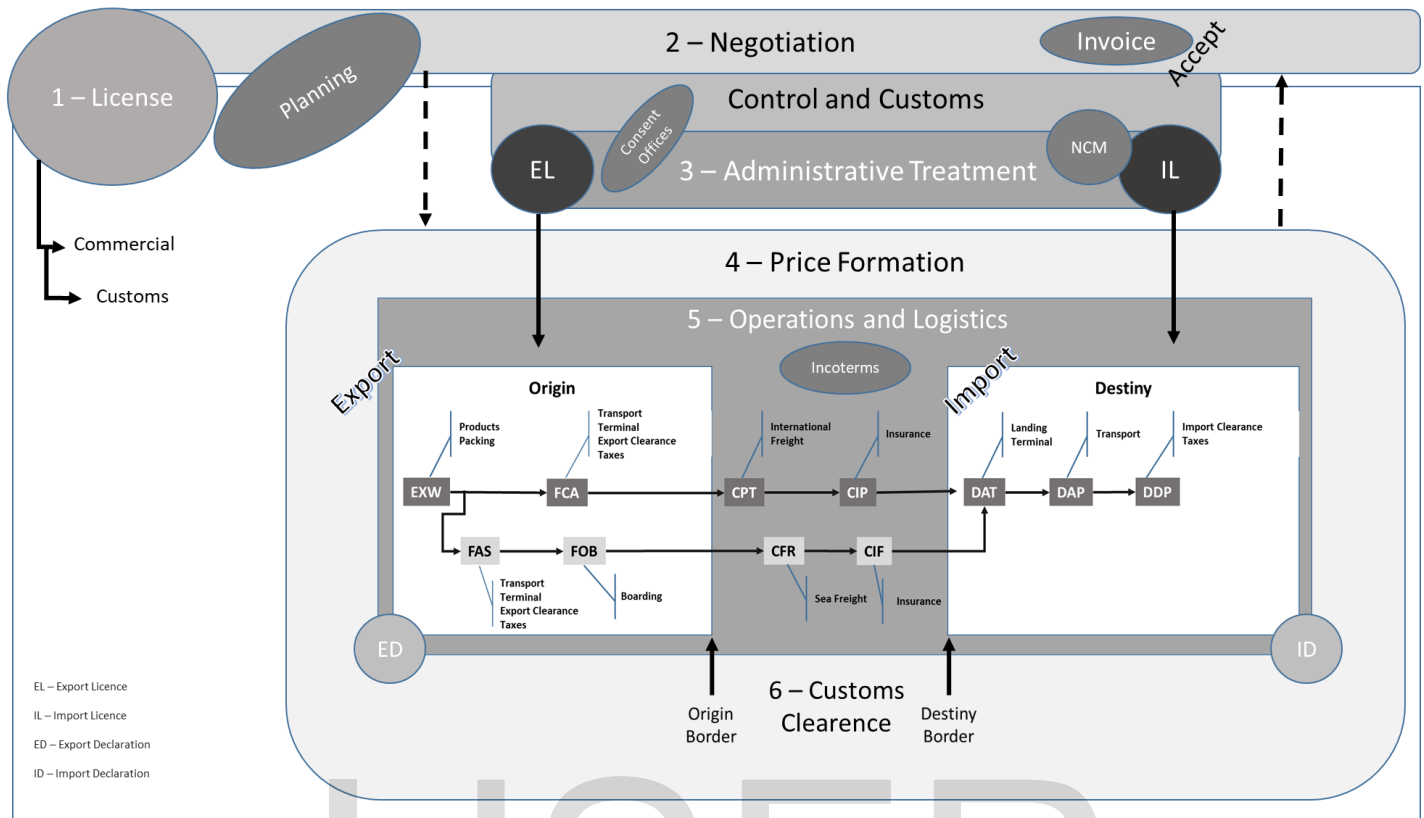 1 – License
Planning
2 – Negotiation
Invoice
Accept
Control and Customs
Consent
Offices
EL
3 – Administrative Treatment
NCM
IL
Commercial
Customs
4 – Price Formation
5 – Operations and Logistics
Incoterms
Export
Origin
Import
Destiny
Products
Packing
Transport
Terminal
Export Clearance
Taxes
International
Freight
Insurance
Landing
Terminal
Transport
Import Clearance
Taxes
EXW
FCA
CPT
CIP
DAT
DAP
DDP
FAS
FOB
CFR
CIF
Transport
Terminal
Export Clearance
Taxes
Boarding
Sea Freight
Insurance
ED
ID
6 – Customs
Clearence
Origin
Border
Destiny
Border
EL – Export Licence
IL – Import Licence
ED – Export Declaration
ID – Import Declaration